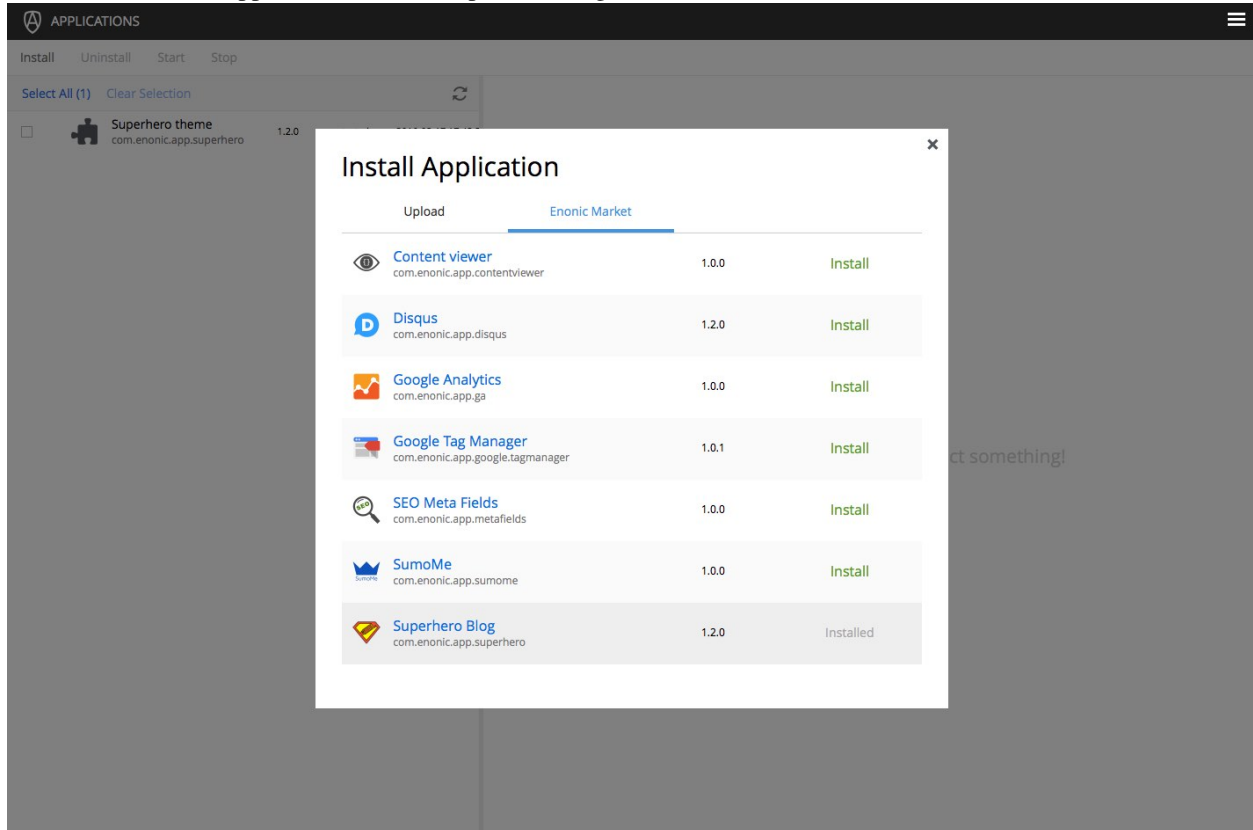 APPLICATIONS
Install Uninstall Start Stop
Select All (1) Clear Selection
Superhero theme
com.enonic.app.superhero
1.2.0
Install Application
Upload Enonic Market
Content viewer
com.enonic.app.contentviewer
1.0.0 Install
Disqus
com.enonic.app.disqus
1.2.0 Install
Google Analytics
com.enonic.app.ga
1.0.0 Install
Google Tag Manager
com.enonic.app.google.tagmanager
1.0.1 Install
SEO Meta Fields
com.enonic.app.metafields
1.0.0 Install
SumoMe
com.enonic.app.sumome
1.0.0 Install
Superhero Blog
com.enonic.app.superhero
1.2.0 Installed
ct something!